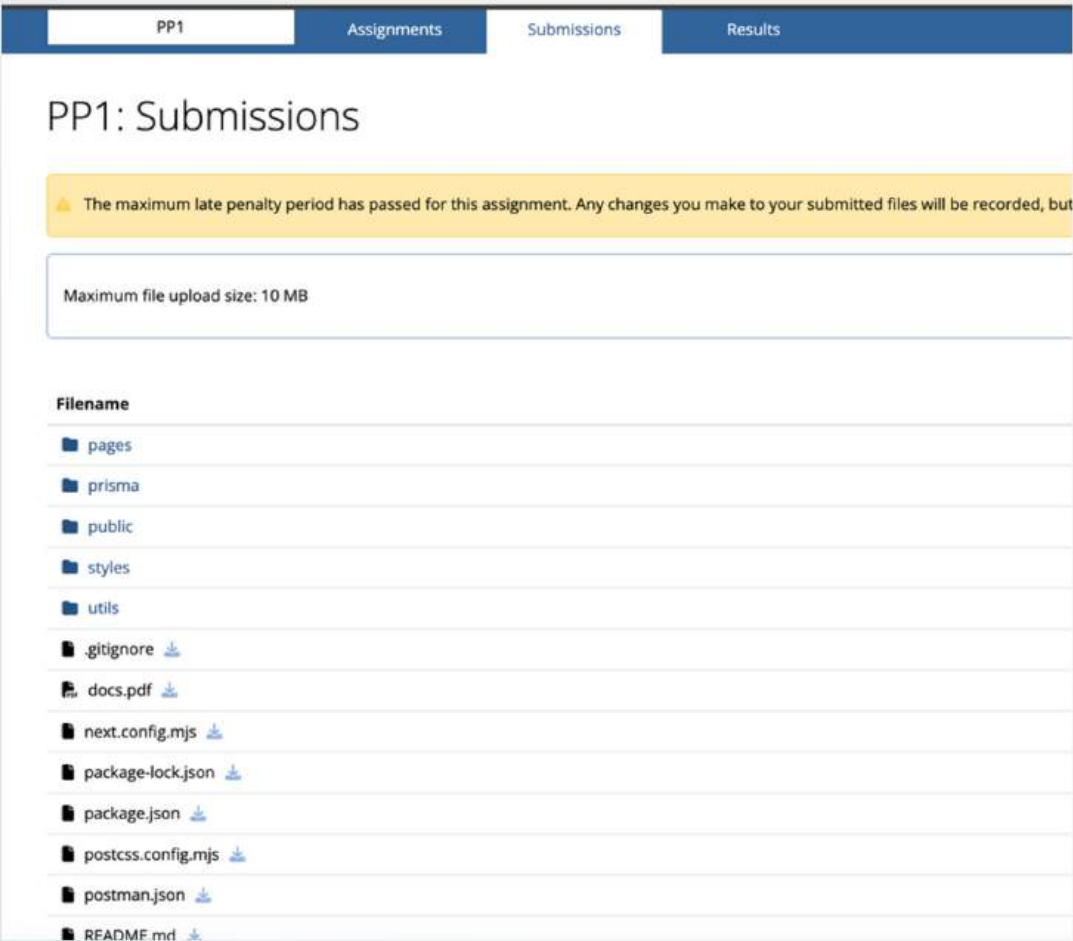 PP1 Assignments Submissions Results
PP1: Submissions
The maximum late penalty period has passed for this assignment. Any changes you make to your submitted files will be recorded, but
Maximum file upload size: 10 MB
Filename
pages
prisma
public
styles
utils
.gitignore
docs.pdf
next.config.mjs
package-lock.json
package.json
postcss.config.mjs
postman.json
README.md